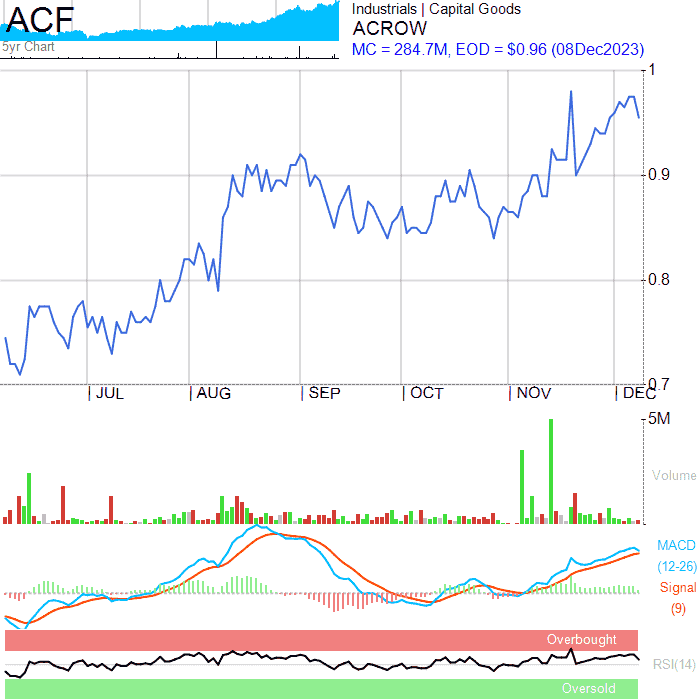 ACF
5yr Chart
Industrials | Capital Goods
ACROW
MC = 284.7M, EOD = $0.96 (08Dec2023)
1
0.9
0.8
0.7
JUL AUG SEP OCT NOV DEC
5M
Volume
MACD
(12-26)
Signal
(9)
Overbought
RSI(14)
Oversold